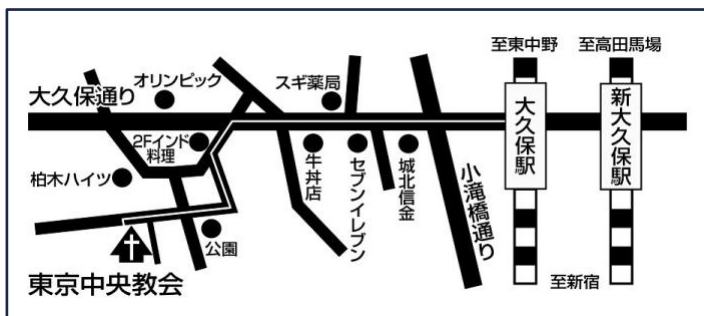 至東中野
至高田馬場
オリンピック
スギ薬局
大久保通り
大久保駅
新大久保駅
2Fインド
料理
柏木ハイツ
牛丼店
セブンイレブン
城北信金
小滝橋通り
公園
東京中央教会
至新宿